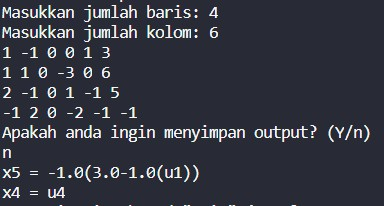 Masukkan jumlah baris: 4
Masukkan jumlah kolom: 6
1 -1 0 0 1 3
1 1 0 -3 0 6
2 -1 0 1 -1 5
-1 2 0 -2 -1 -1
Apakah anda ingin menyimpan output? (Y/n)
n
x5 = -1.0(3.0-1.0(u1))
x4 = u4